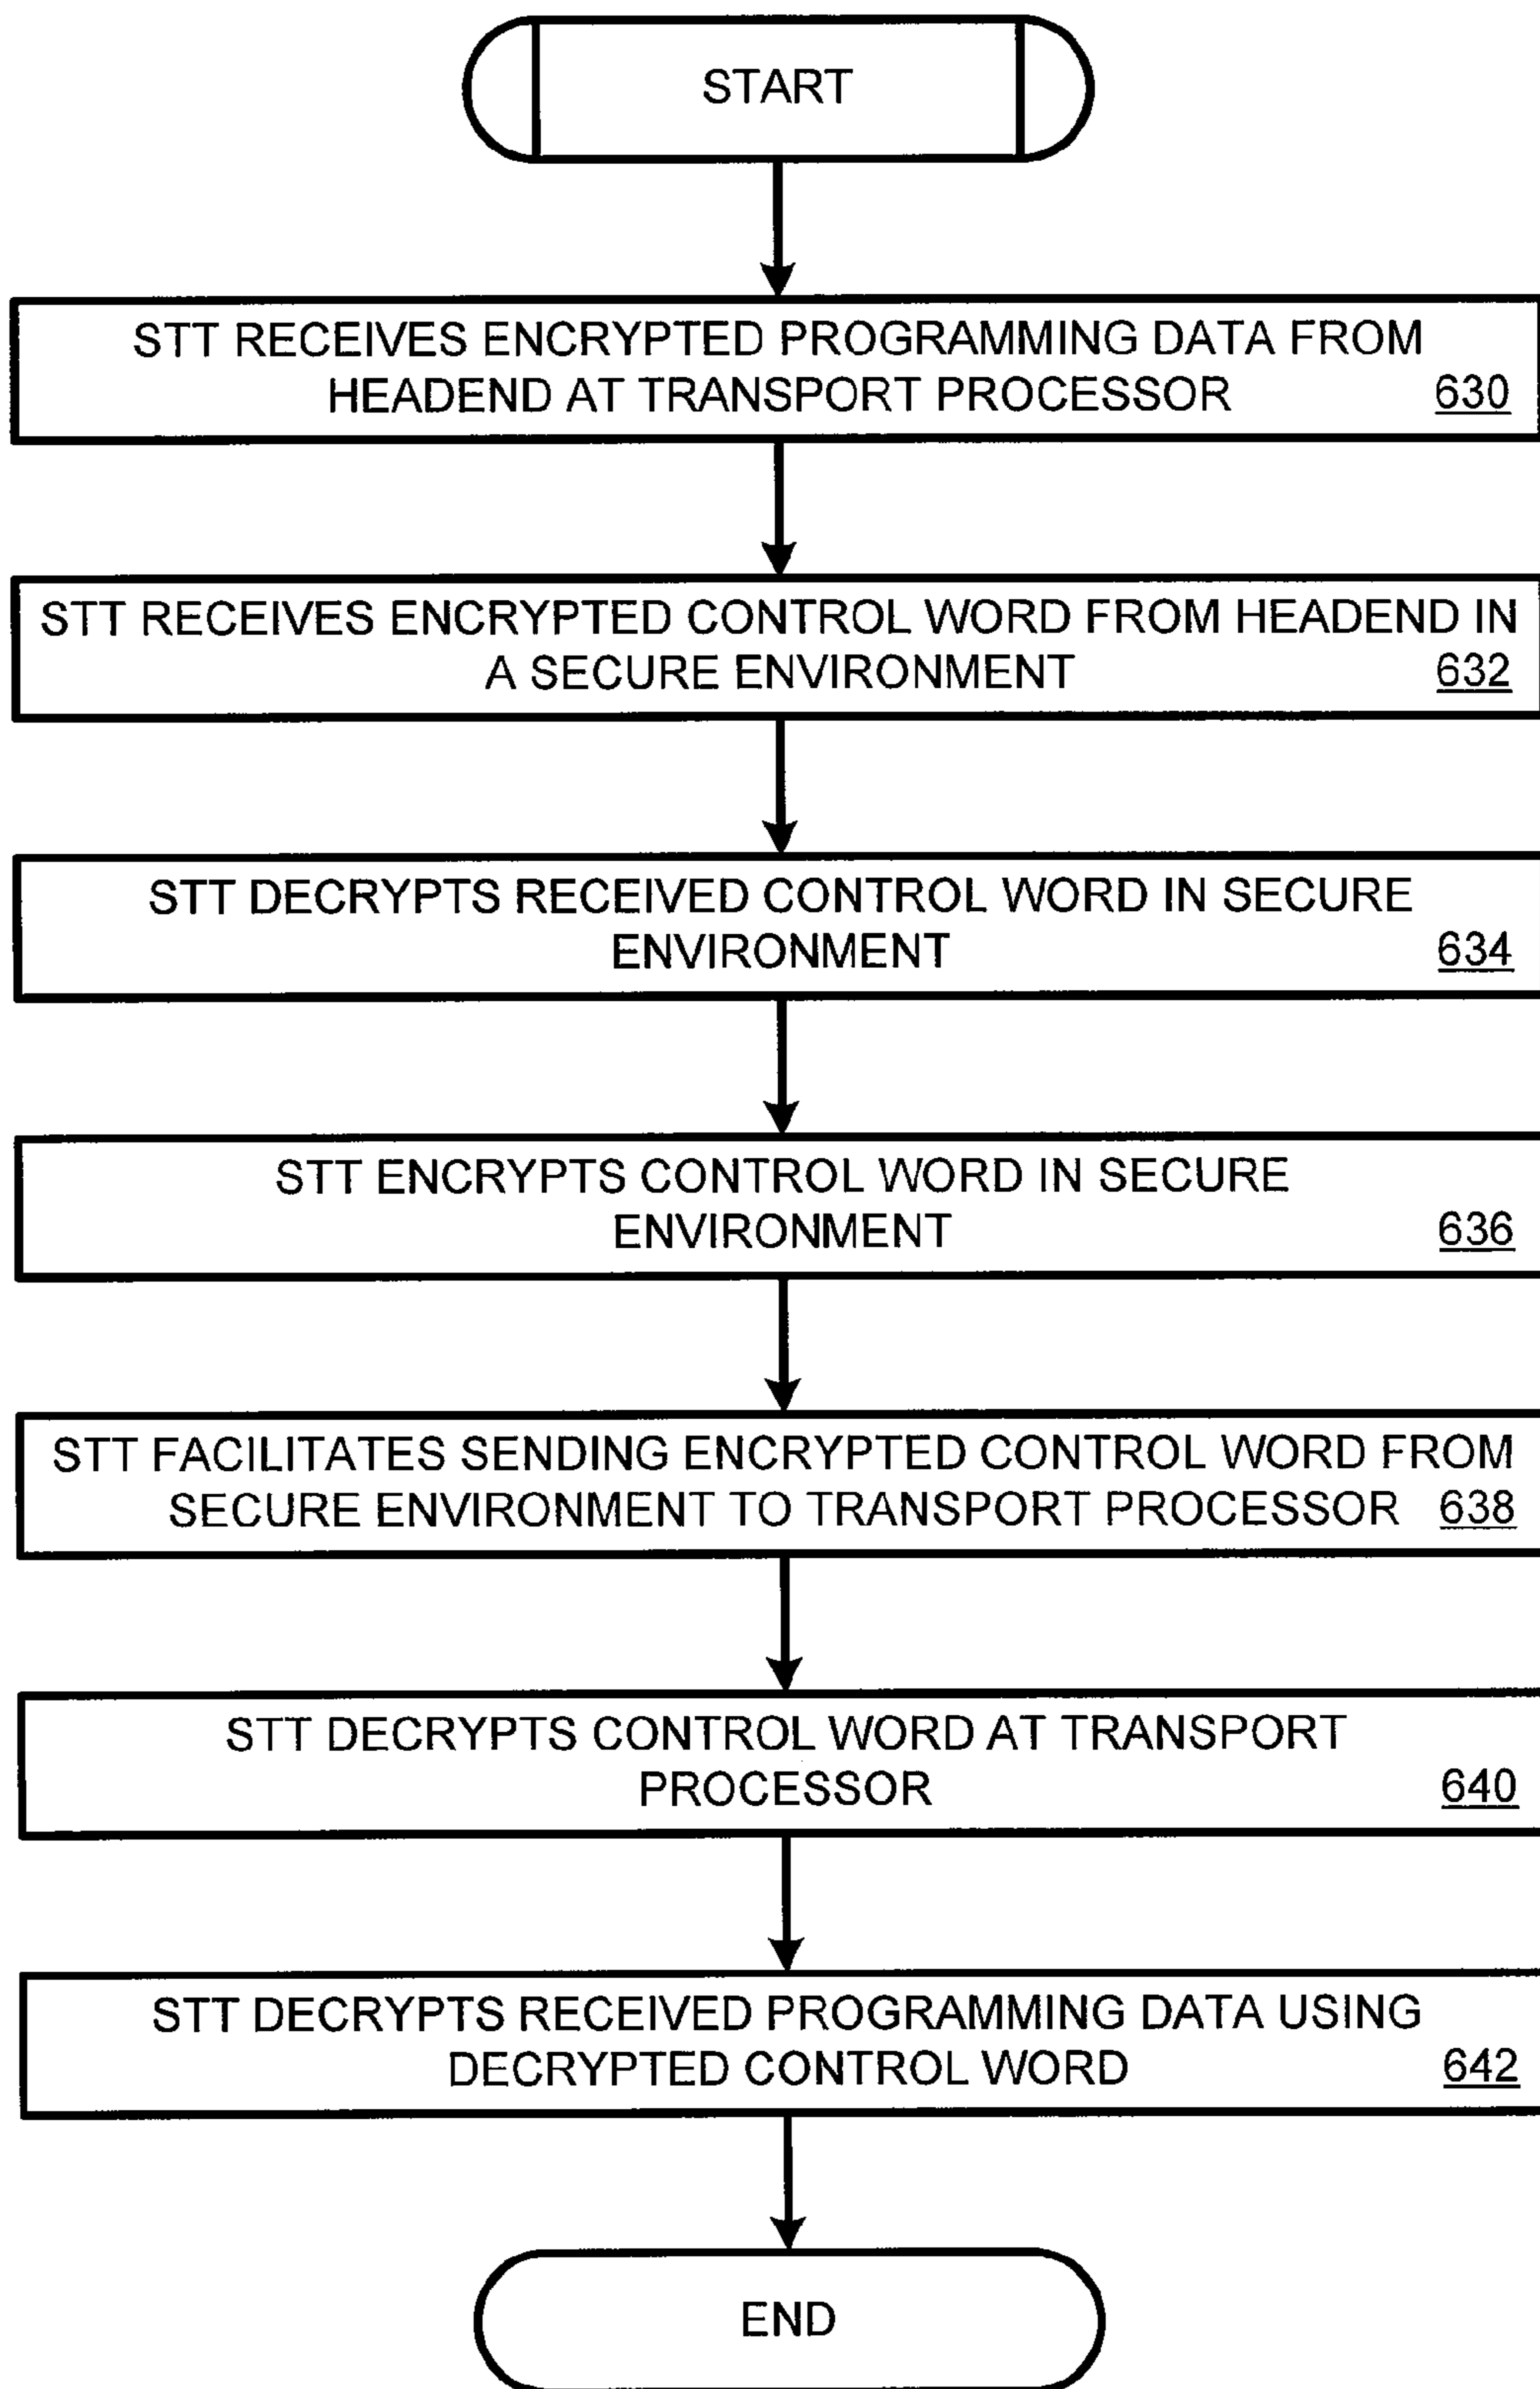 START
STT RECEIVES ENCRYPTED PROGRAMMING DATA FROM
HEADEND AT TRANSPORT PROCESSOR 630
STT RECEIVES ENCRYPTED CONTROL WORD FROM HEADEND IN
A SECURE ENVIRONMENT 632
STT DECRYPTS RECEIVED CONTROL WORD IN SECURE
ENVIRONMENT 634
STT ENCRYPTS CONTROL WORD IN SECURE
ENVIRONMENT 636
STT FACILITATES SENDING ENCRYPTED CONTROL WORD FROM
SECURE ENVIRONMENT TO TRANSPORT PROCESSOR 638
STT DECRYPTS CONTROL WORD AT TRANSPORT
PROCESSOR 640
STT DECRYPTS RECEIVED PROGRAMMING DATA USING
DECRYPTED CONTROL WORD 642
END